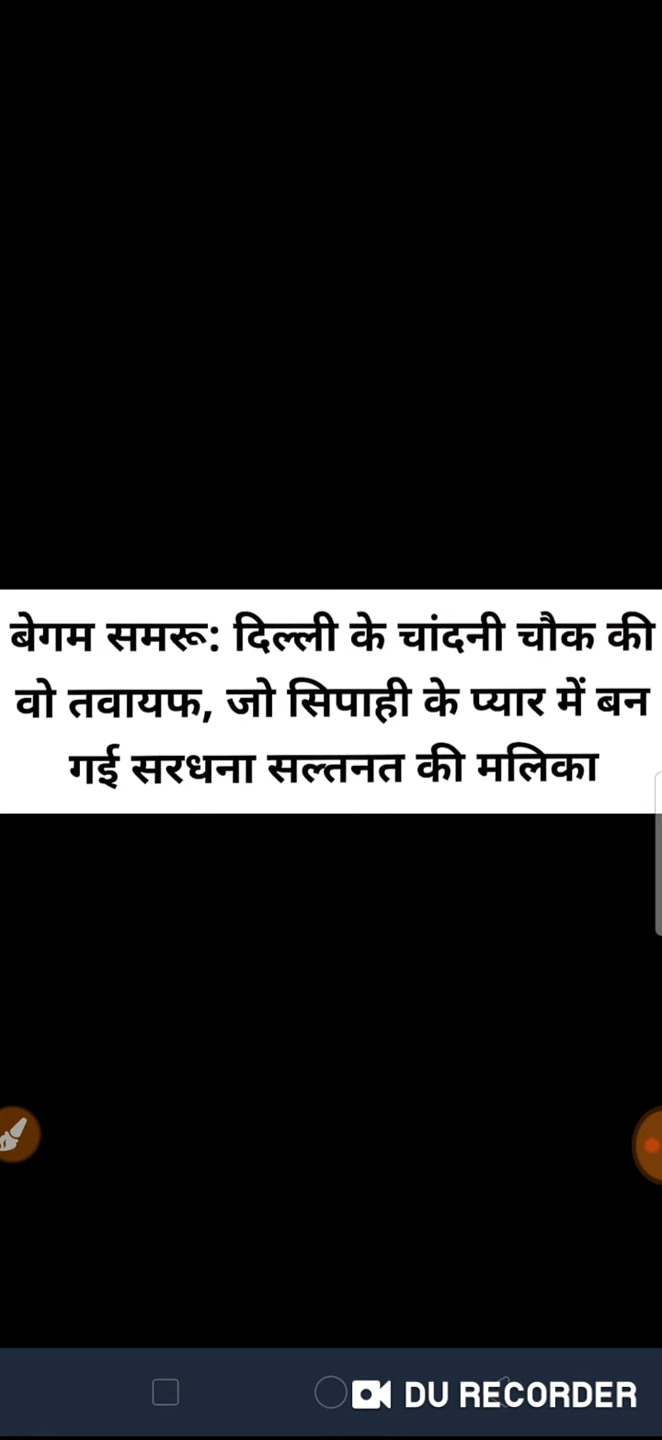 बेगम समरू: दिल्ली के चांदनी चौक की
वो तवायफ, जो सिपाही के प्यार में बन
गई सरधना सल्तनत की मलिका
DU RECORDER